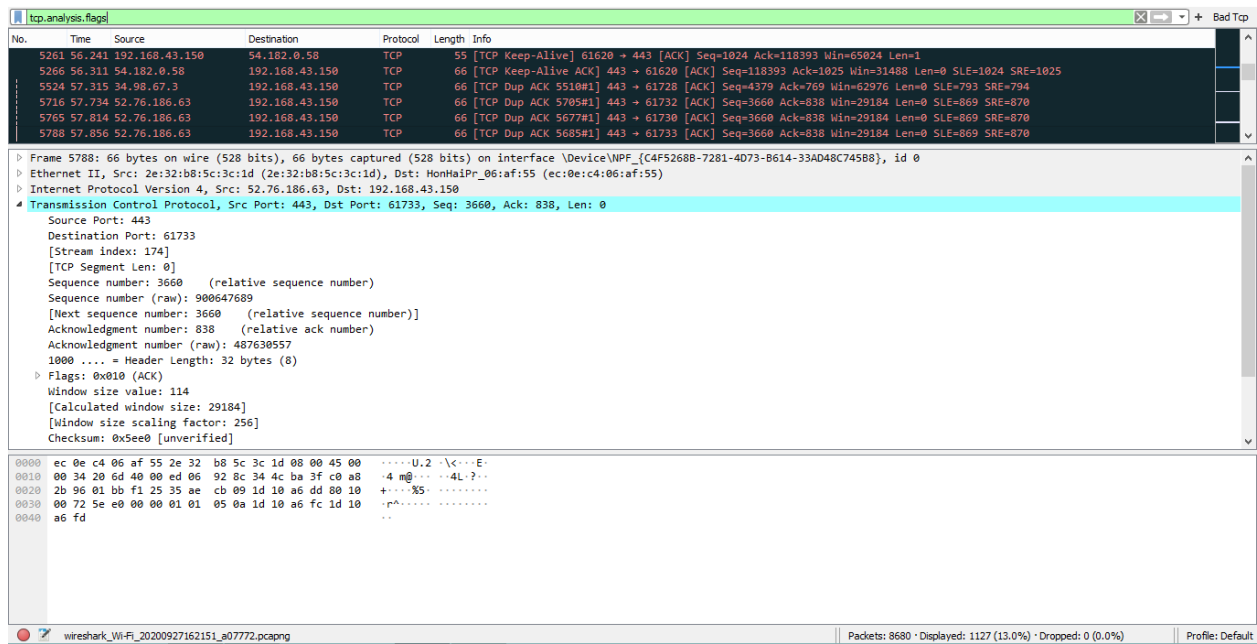 tcp.analysis.flags + Bad Tcp
No. Time Source Destination Protocol Length Info
5261 56.241 192.168.43.150 54.182.0.58 TCP 55 [TCP Keep-Alive] 61620 → 443 [ACK] Seq=1024 Ack=118393 Win=65024 Len=1
5266 56.311 54.182.0.58 192.168.43.150 TCP 66 [TCP Keep-Alive ACK] 443 → 61620 [ACK] Seq=118393 Ack=1025 Win=31488 Len=0 SLE=1024 SRE=1025
5524 57.315 34.98.67.3 192.168.43.150 TCP 66 [TCP Dup ACK 5510#1] 443 → 61728 [ACK] Seq=4379 Ack=769 Win=62976 Len=0 SLE=793 SRE=794
5716 57.734 52.76.186.63 192.168.43.150 TCP 66 [TCP Dup ACK 5705#1] 443 → 61732 [ACK] Seq=3660 Ack=838 Win=29184 Len=0 SLE=869 SRE=870
5765 57.814 52.76.186.63 192.168.43.150 TCP 66 [TCP Dup ACK 5677#1] 443 → 61730 [ACK] Seq=3660 Ack=838 Win=29184 Len=0 SLE=869 SRE=870
5788 57.856 52.76.186.63 192.168.43.150 TCP 66 [TCP Dup ACK 5685#1] 443 → 61733 [ACK] Seq=3660 Ack=838 Win=29184 Len=0 SLE=869 SRE=870
Frame 5788: 66 bytes on wire (528 bits), 66 bytes captured (528 bits) on interface \Device\NPF_{C4F5268B-7281-4D73-B614-33AD48C745B8}, id 0
Ethernet II, Src: 2e:32:b8:5c:3c:1d (2e:32:b8:5c:3c:1d), Dst: HonHaiPr_06:af:55 (ec:0e:c4:06:af:55)
Internet Protocol Version 4, Src: 52.76.186.63, Dst: 192.168.43.150
Transmission Control Protocol, Src Port: 443, Dst Port: 61733, Seq: 3660, Ack: 838, Len: 0
Source Port: 443
Destination Port: 61733
[Stream index: 174]
[TCP Segment Len: 0]
Sequence number: 3660 (relative sequence number)
Sequence number (raw): 900647689
[Next sequence number: 3660 (relative sequence number)]
Acknowledgment number: 838 (relative ack number)
Acknowledgment number (raw): 487630557
1000 .... = Header Length: 32 bytes (8)
Flags: 0x010 (ACK)
Window size value: 114
[Calculated window size: 29184]
[Window size scaling factor: 256]
Checksum: 0x5ee0 [unverified]
0000 ec 0e c4 06 af 55 2e 32 b8 5c 3c 1d 08 00 45 00 ·····U.2 ·\<···E·
0010 00 34 20 6d 40 00 ed 06 92 8c 34 4c ba 3f c0 a8 ·4 m@··· ··4L·?··
0020 2b 96 01 bb f1 25 35 ae cb 09 1d 10 a6 dd 80 10 +····%5· ········
0030 00 72 5e e0 00 00 01 01 05 0a 1d 10 a6 fc 1d 10 ·r^····· ········
0040 a6 fd ··
wireshark_Wi-Fi_20200927162151_a07772.pcapng Packets: 8680 · Displayed: 1127 (13.0%) · Dropped: 0 (0.0%) Profile: Default